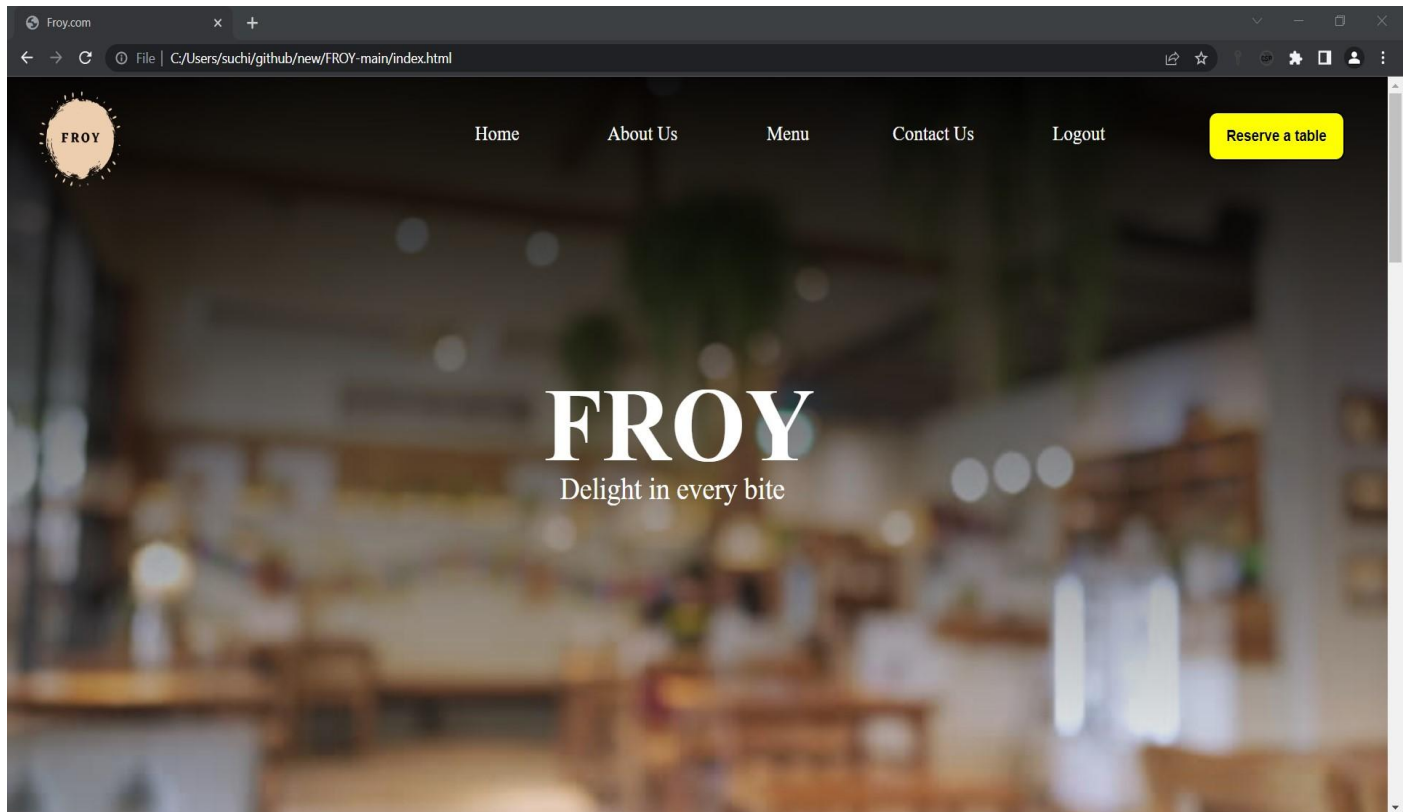 Froy.com
File | C:/Users/suchi/github/new/FROY-main/index.html
FROY
Home About Us Menu Contact Us Logout Reserve a table
FROY
Delight in every bite